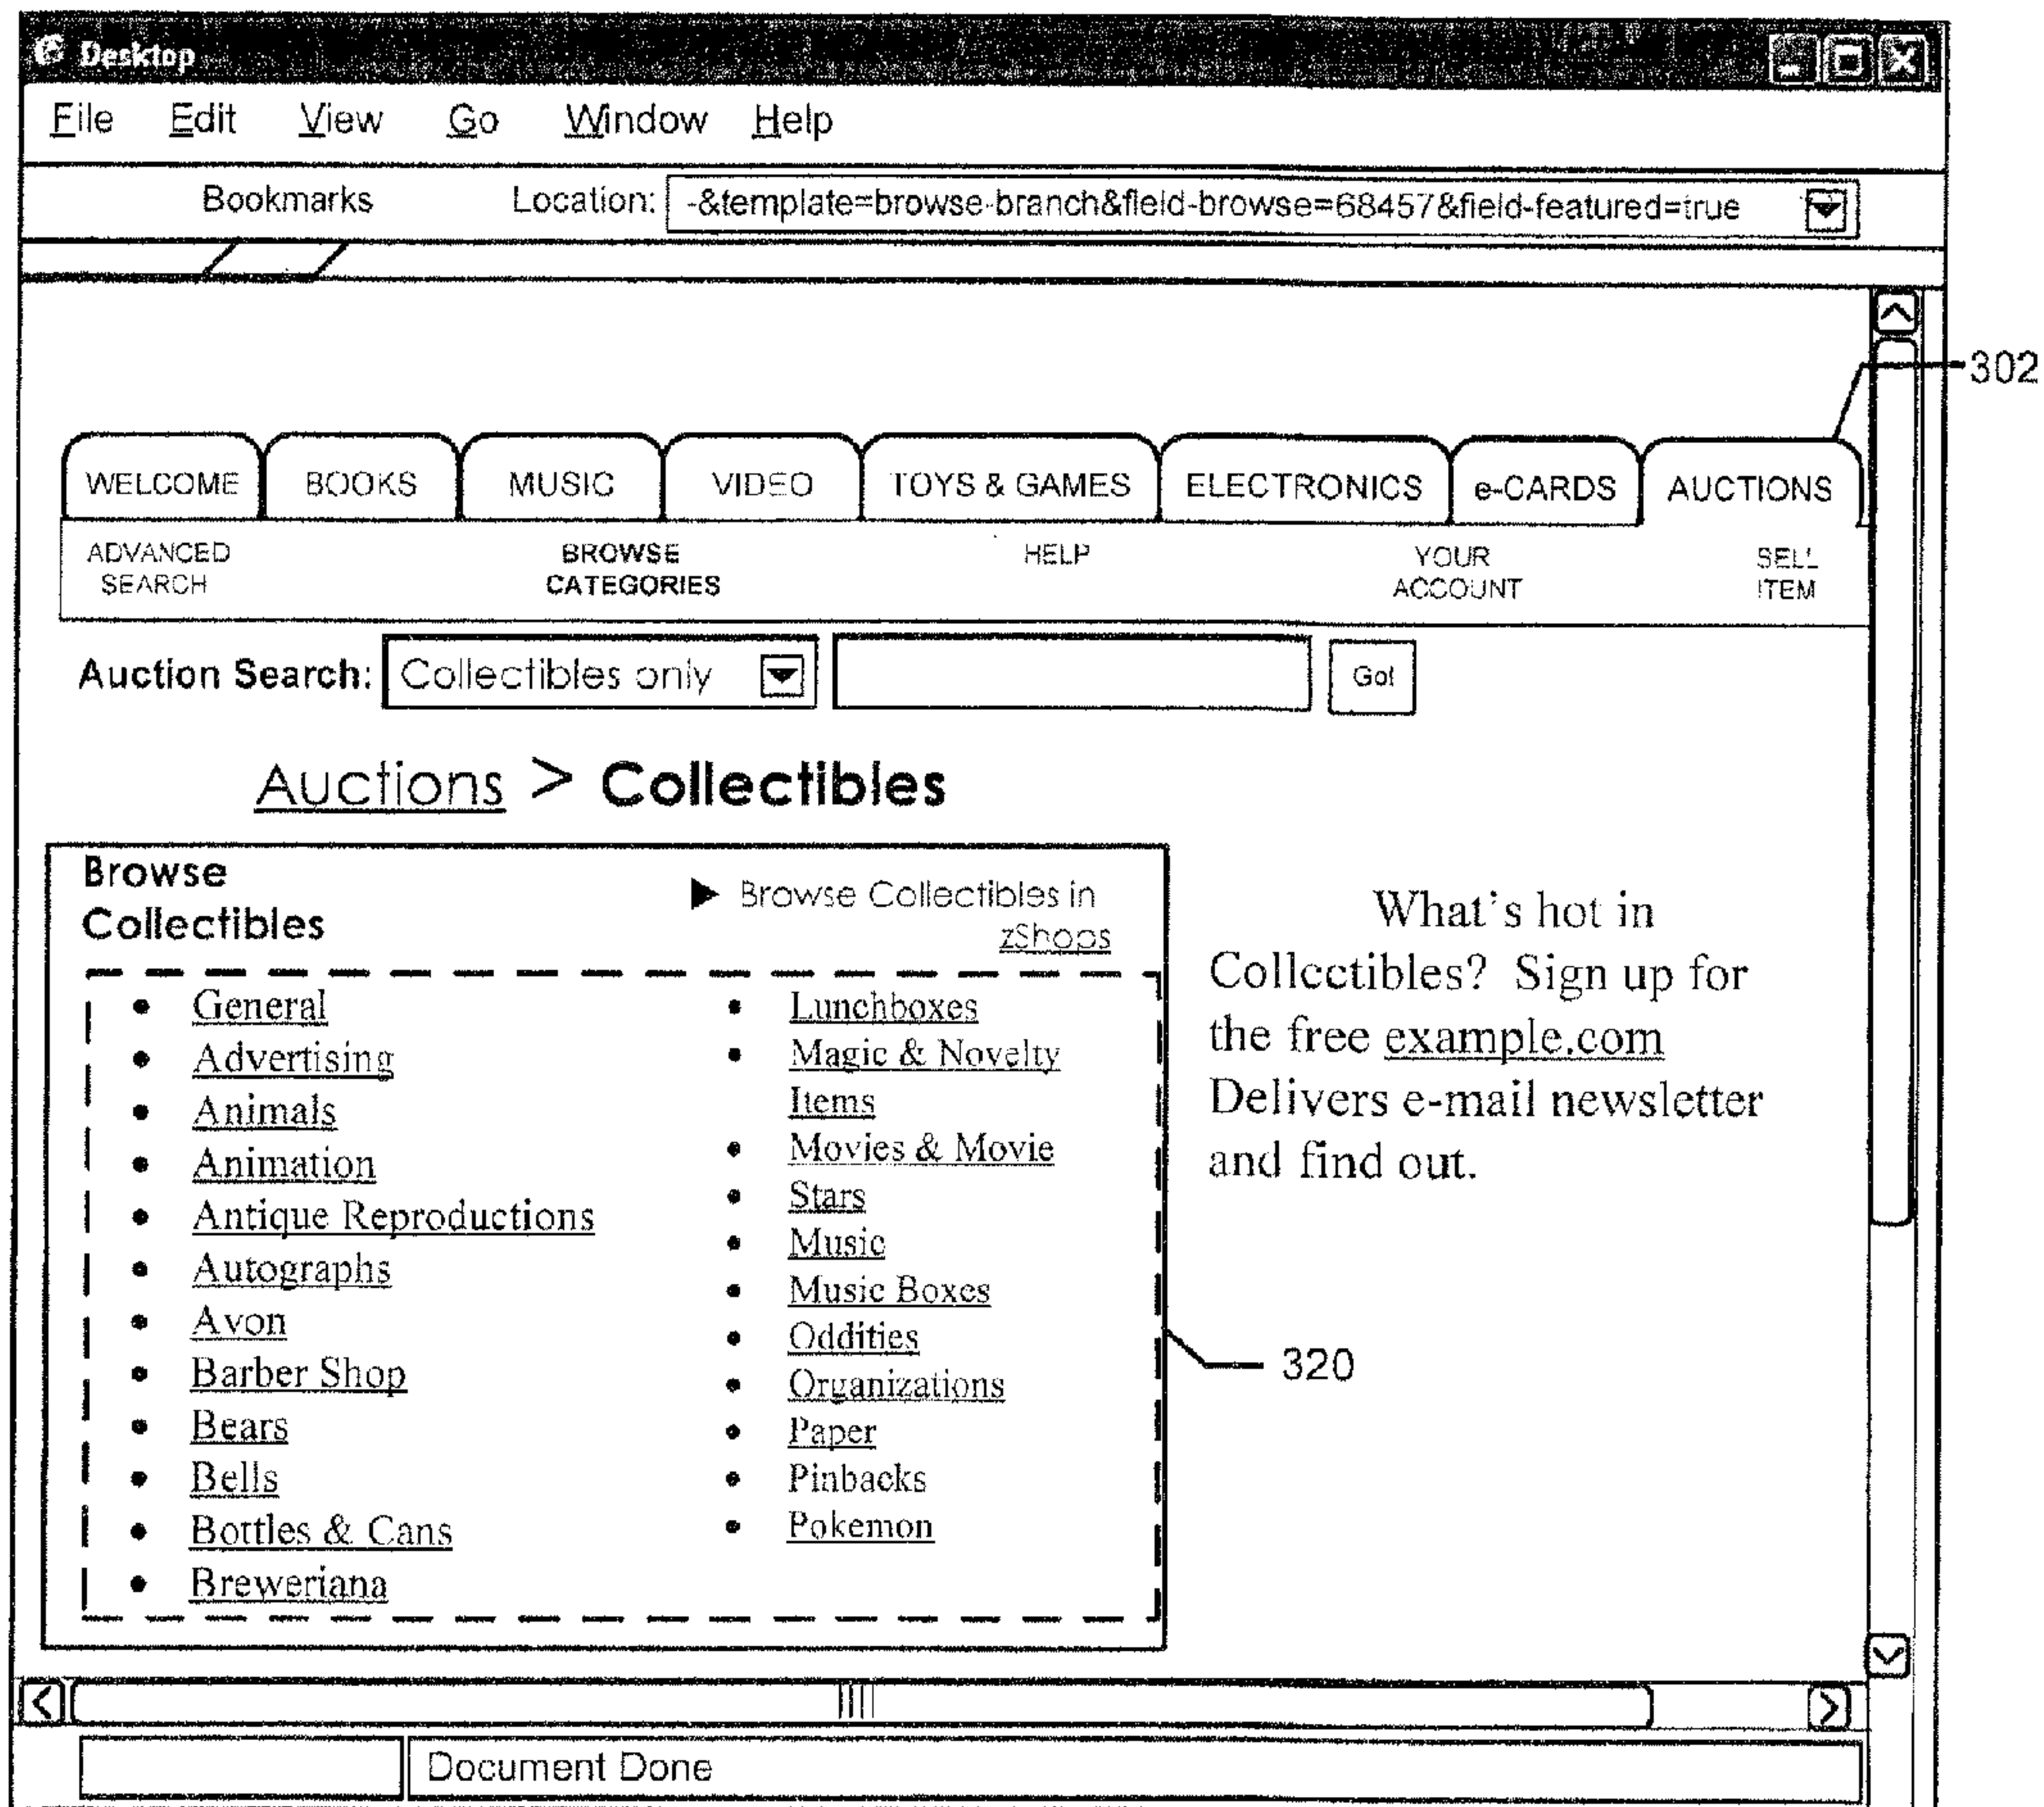 Desktop
File Edit View Go Window Help
Bookmarks Location: -&template=browse-branch&field-browse=68457&field-featured=true
302
WELCOME BOOKS MUSIC VIDEO TOYS & GAMES ELECTRONICS e-CARDS AUCTIONS
ADVANCED SEARCH
BROWSE CATEGORIES
HELP
YOUR ACCOUNT
SELL ITEM
Auction Search: Collectibles only Go!
Auctions > Collectibles
Browse
Collectibles
► Browse Collectibles in
zShops
• General
• Advertising
• Animals
• Animation
• Antique Reproductions
• Autographs
• Avon
• Barber Shop
• Bears
• Bells
• Bottles & Cans
• Breweriana
• Lunchboxes
• Magic & Novelty
Items
• Movies & Movie
• Stars
• Music
• Music Boxes
• Oddities
• Organizations
• Paper
• Pinbacks
• Pokemon
320
What's hot in
Collectibles? Sign up for
the free example.com
Delivers e-mail newsletter
and find out.
Document Done